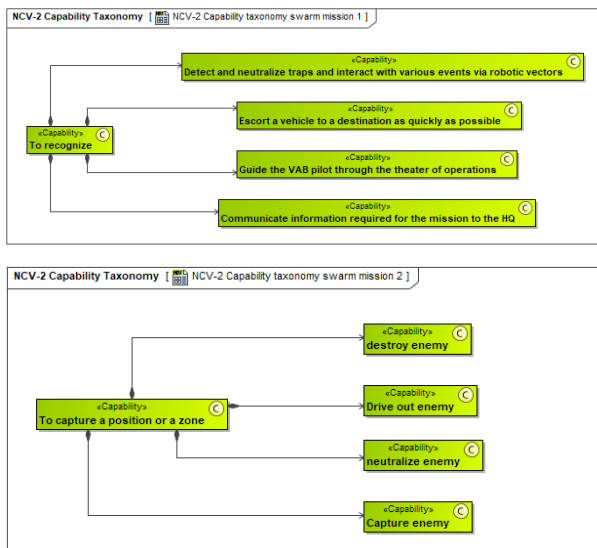 NCV-2 Capability Taxonomy [ NCV-2 Capability taxonomy swarm mission 1 ]
«Capability» C
Detect and neutralize traps and interact with various events via robotic vectors
«Capability» C
Escort a vehicle to a destination as quickly as possible
«Capability» C
To recognize
«Capability» C
Guide the VAB pilot through the theater of operations
«Capability» C
Communicate information required for the mission to the HQ
NCV-2 Capability Taxonomy [ NCV-2 Capability taxonomy swarm mission 2 ]
«Capability» C
destroy enemy
«Capability» C
Drive out enemy
«Capability» C
To capture a position or a zone
«Capability» C
neutralize enemy
«Capability» C
Capture enemy